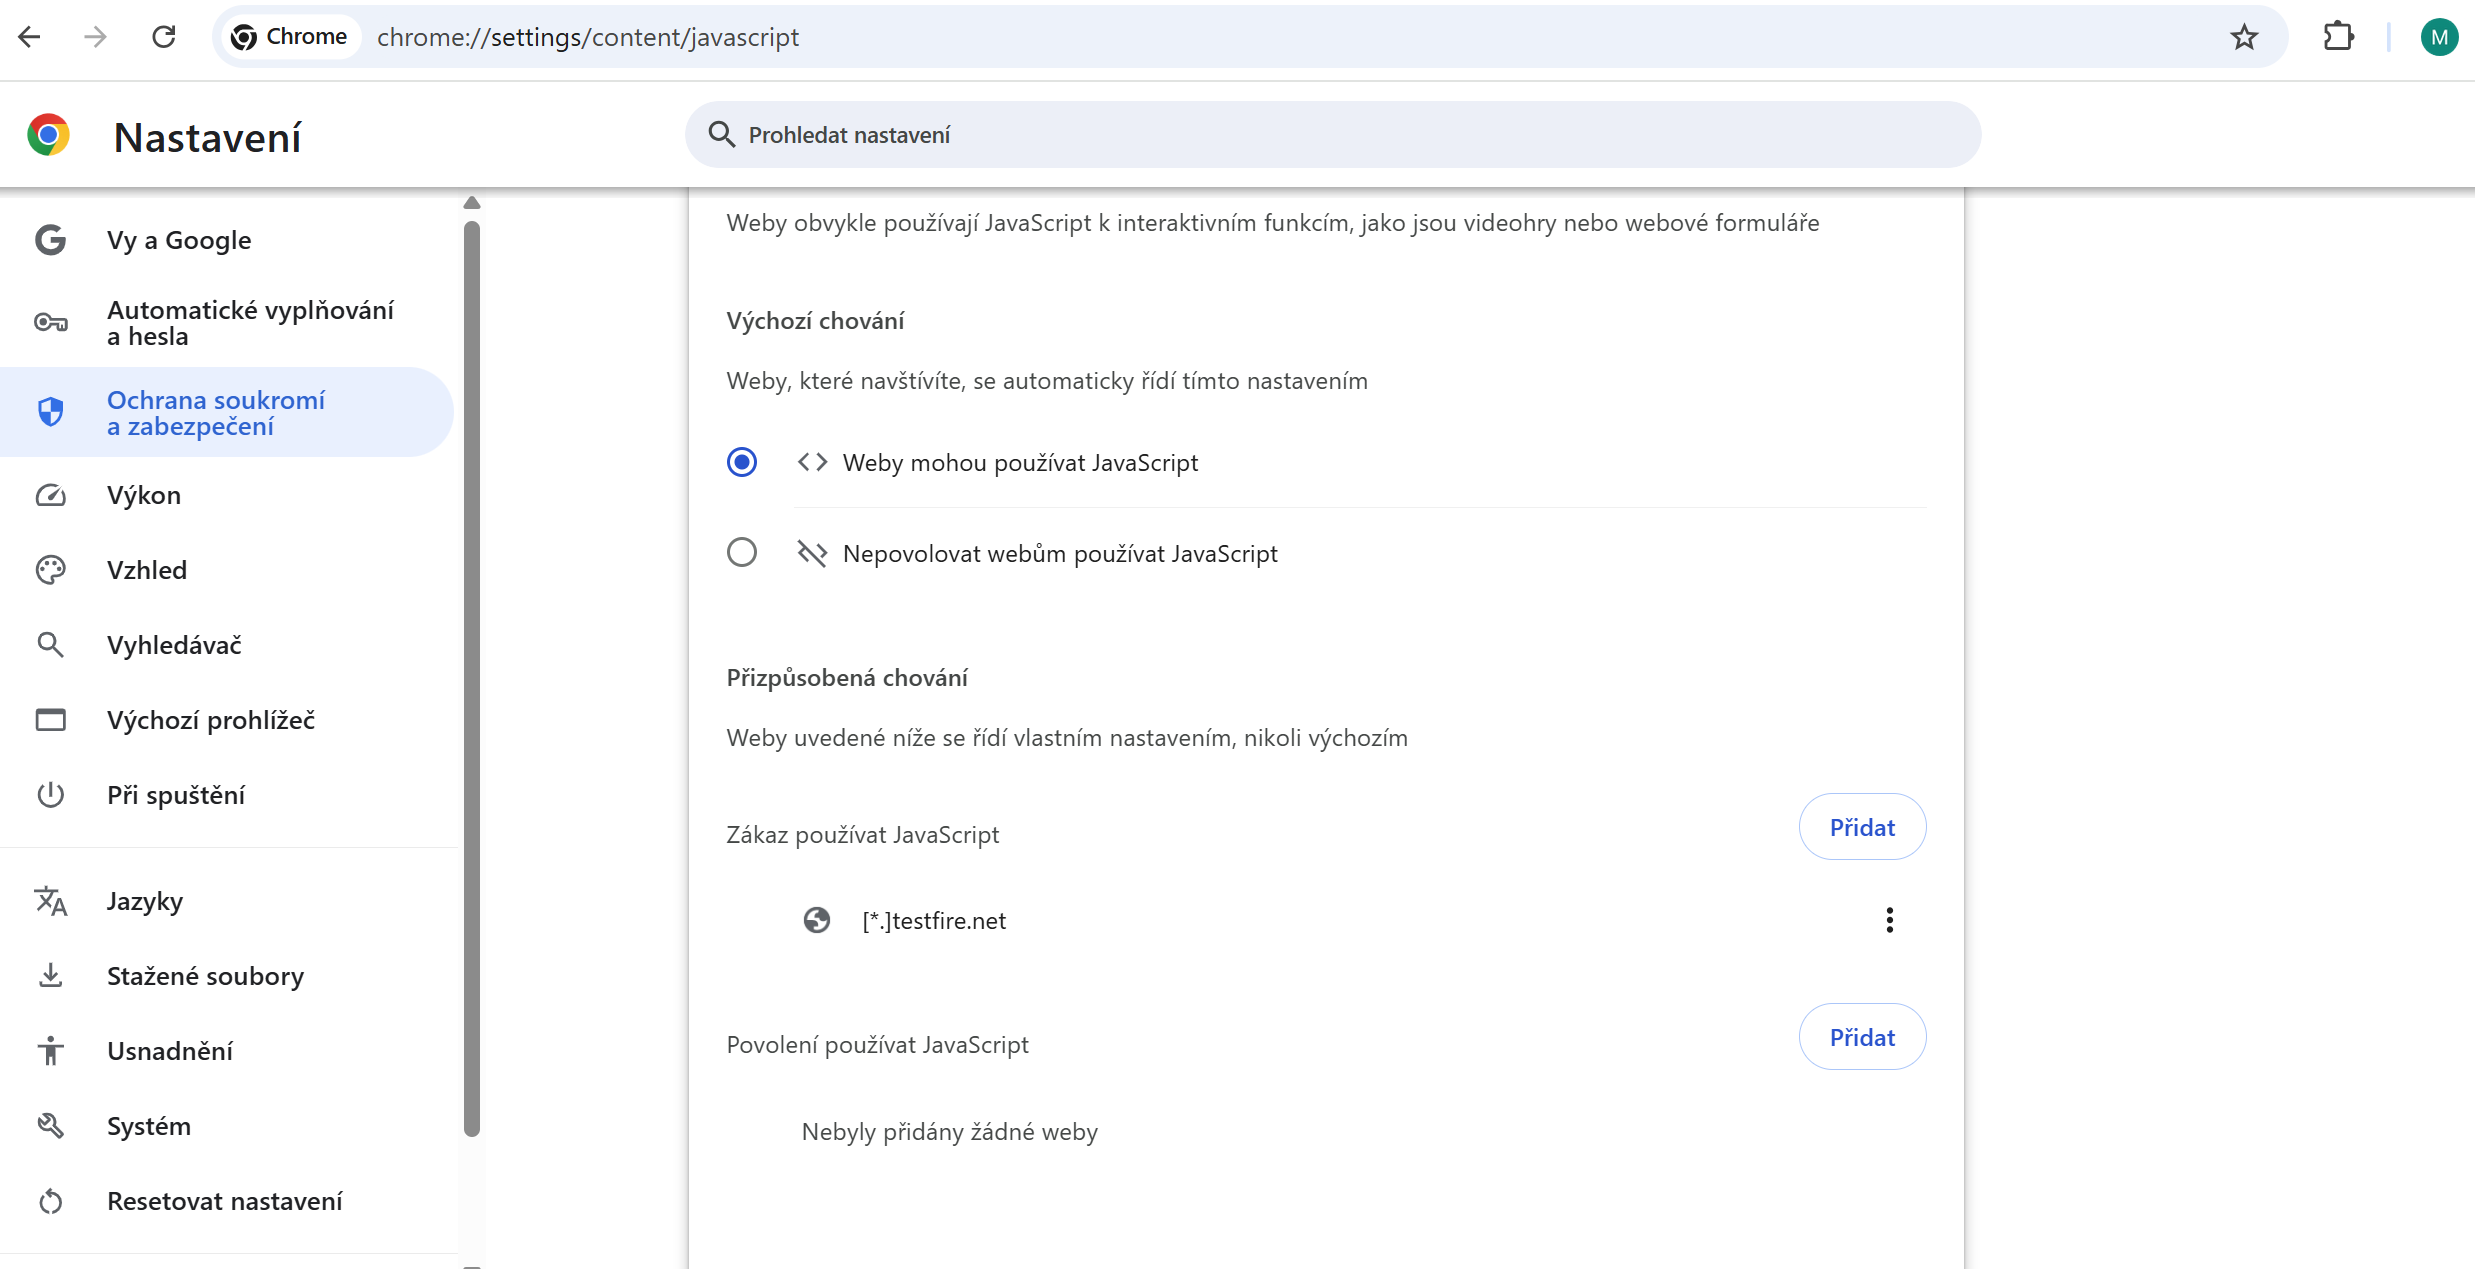 Chrome
chrome://settings/content/javascript
M
Nastavení
Prohledat nastavení
Vy a Google
Automatické vyplňování
a hesla
Ochrana soukromí
a zabezpečení
Výkon
Vzhled
Vyhledávač
Výchozí prohlížeč
Při spuštění
Jazyky
Stažené soubory
Usnadnění
Systém
Resetovat nastavení
Weby obvykle používají JavaScript k interaktivním funkcím, jako jsou videohry nebo webové formuláře
Výchozí chování
Weby, které navštívíte, se automaticky řídí tímto nastavením
Weby mohou používat JavaScript
Nepovolovat webům používat JavaScript
Přizpůsobená chování
Weby uvedené níže se řídí vlastním nastavením, nikoli výchozím
Zákaz používat JavaScript
Přidat
[*.]testfire.net
Povolení používat JavaScript
Přidat
Nebyly přidány žádné weby